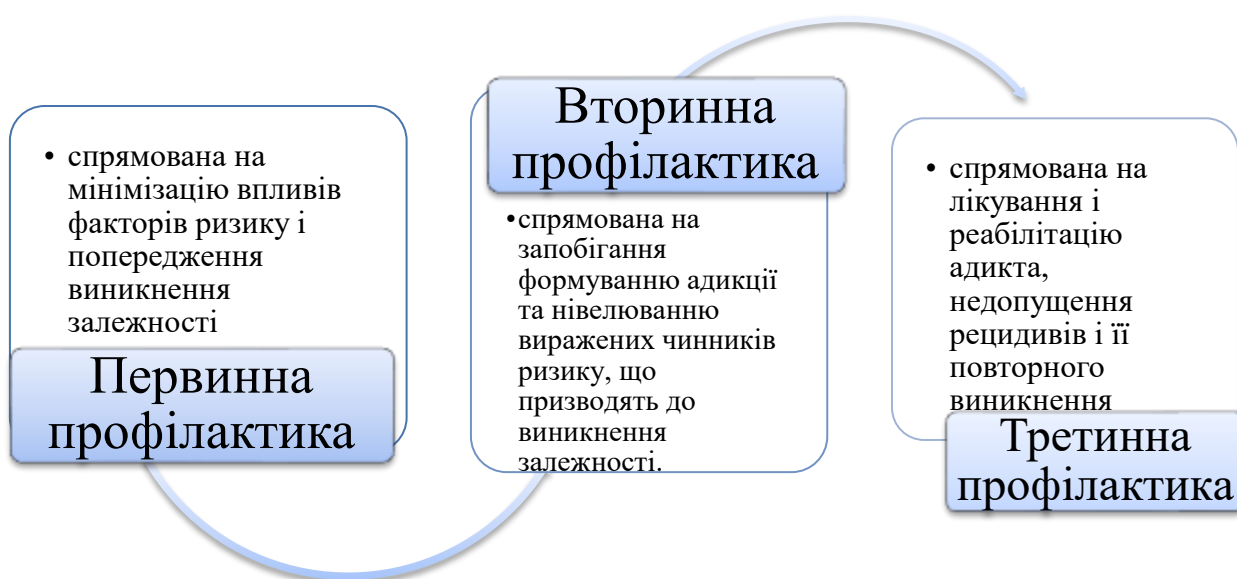 • спрямована на
мінімізацію впливів
факторів ризику і
попередження
виникнення
залежності
Первинна
профілактика
Вторинна
профілактика
•спрямована на
запобігання
формуванню адикції
та нівелюванню
виражених чинників
ризику, що
призводять до
виникнення
залежності.
• спрямована на
лікування і
реабілітацію
адикта,
недопущення
рецидивів і її
повторного
виникнення
Третинна
профілактика